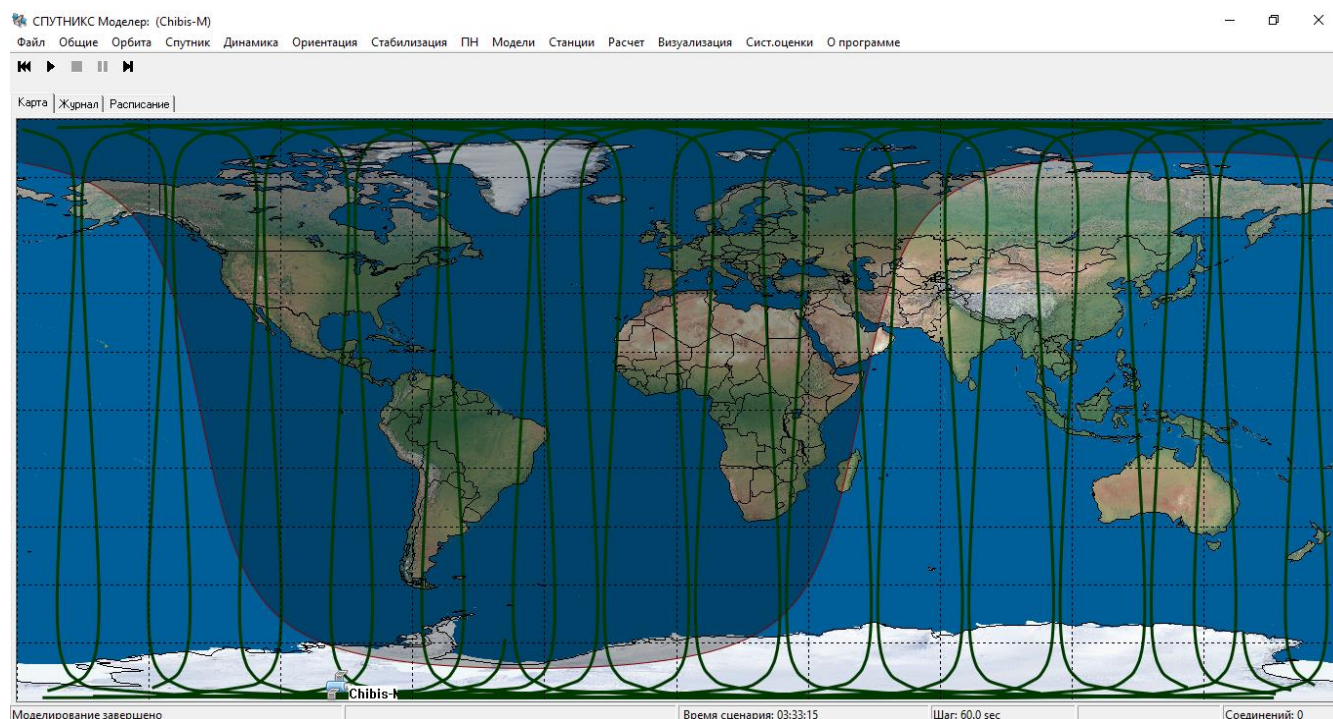 СПУТНИКС Моделер: (Chibis-M)
Файл Общие Орбита Спутник Динамика Ориентация Стабилизация ПН Модели Станции Расчет Визуализация Сист.оценки О программе
Карта Журнал Расписание
Chibis-M
Моделирование завершено Время сценария: 03:33:15 Шаг: 60.0 sec Соединений: 0